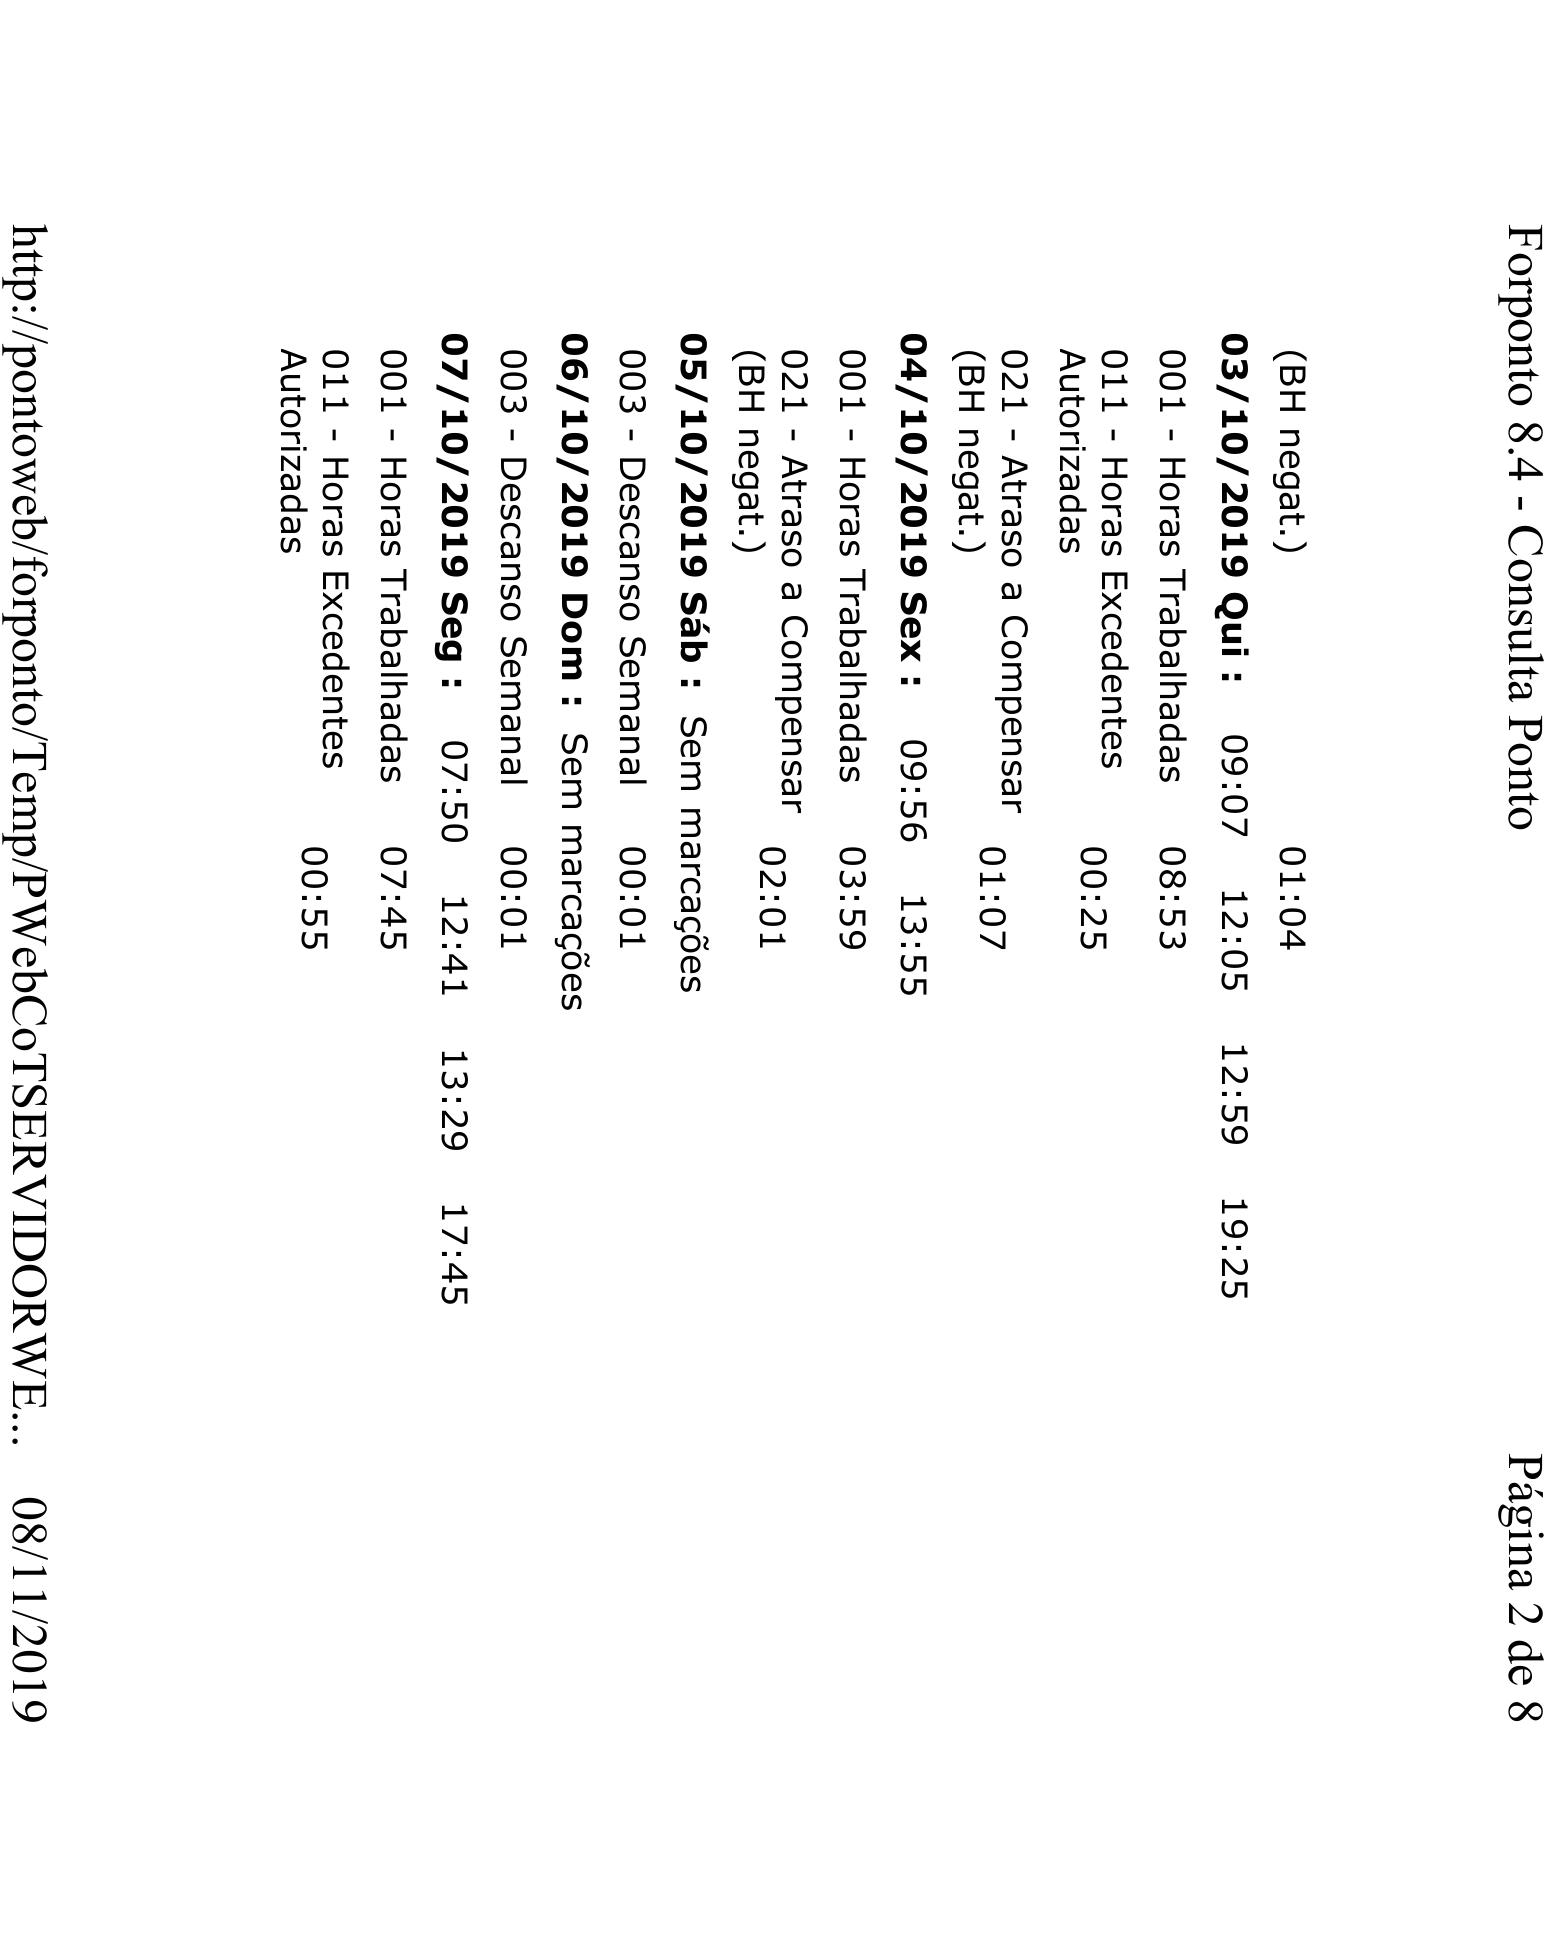 Forponto 8.4 - Consulta Ponto Página 2 de 8
(BH negat.) 01:04
03/10/2019 Qui : 09:07 12:05 12:59 19:25
001 - Horas Trabalhadas 08:53
011 - Horas Excedentes
Autorizadas 00:25
021 - Atraso a Compensar
(BH negat.) 01:07
04/10/2019 Sex : 09:56 13:55
001 - Horas Trabalhadas 03:59
021 - Atraso a Compensar
(BH negat.) 02:01
05/10/2019 Sáb : Sem marcações
003 - Descanso Semanal 00:01
06/10/2019 Dom : Sem marcações
003 - Descanso Semanal 00:01
07/10/2019 Seg : 07:50 12:41 13:29 17:45
001 - Horas Trabalhadas 07:45
011 - Horas Excedentes
Autorizadas 00:55
http://pontoweb/forponto/Temp/PWebCoTSERVIDORWE... 08/11/2019